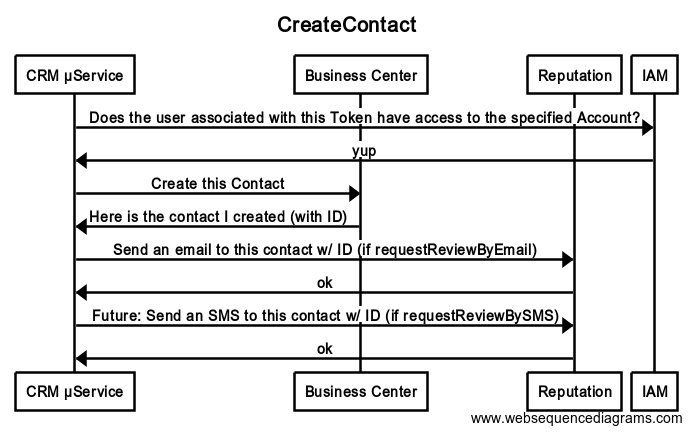 CreateContact
CRM µService
Business Center
Reputation
IAM
Does the user associated with this Token have access to the specified Account?
yup
Create this Contact
Here is the contact I created (with ID)
Send an email to this contact w/ ID (if requestReviewByEmail)
ok
Future: Send an SMS to this contact w/ ID (if requestReviewBySMS)
ok
CRM µService
Business Center
Reputation
IAM
www.websequencediagrams.com